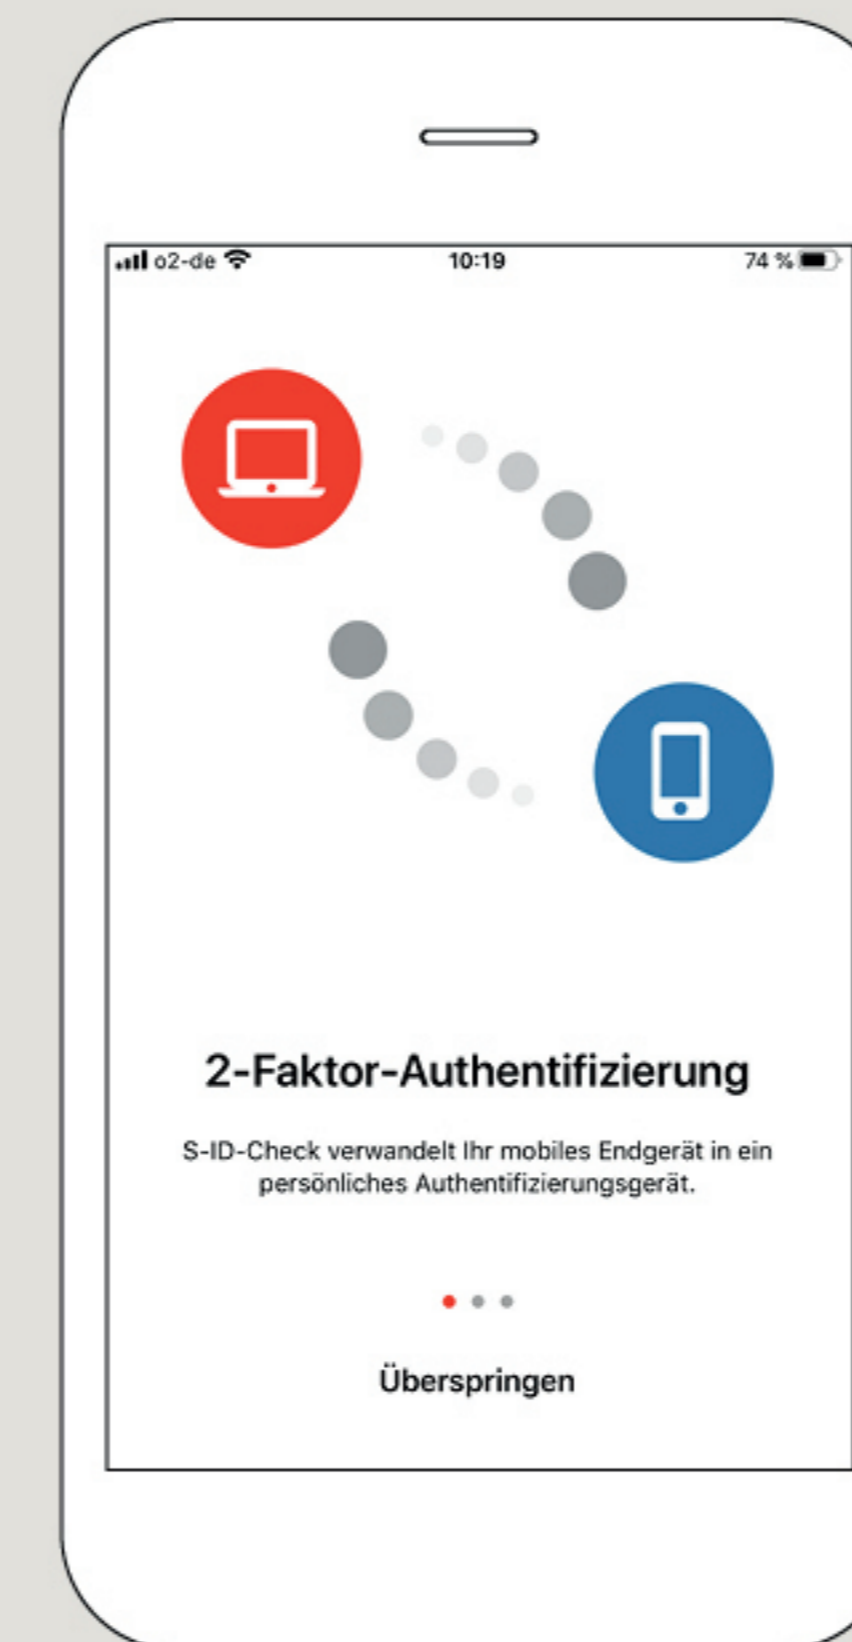 o2-de 10:19 74 %
2-Faktor-Authentifizierung
S-ID-Check verwandelt Ihr mobiles Endgerät in ein
persönliches Authentifizierungsgerät.
Überspringen